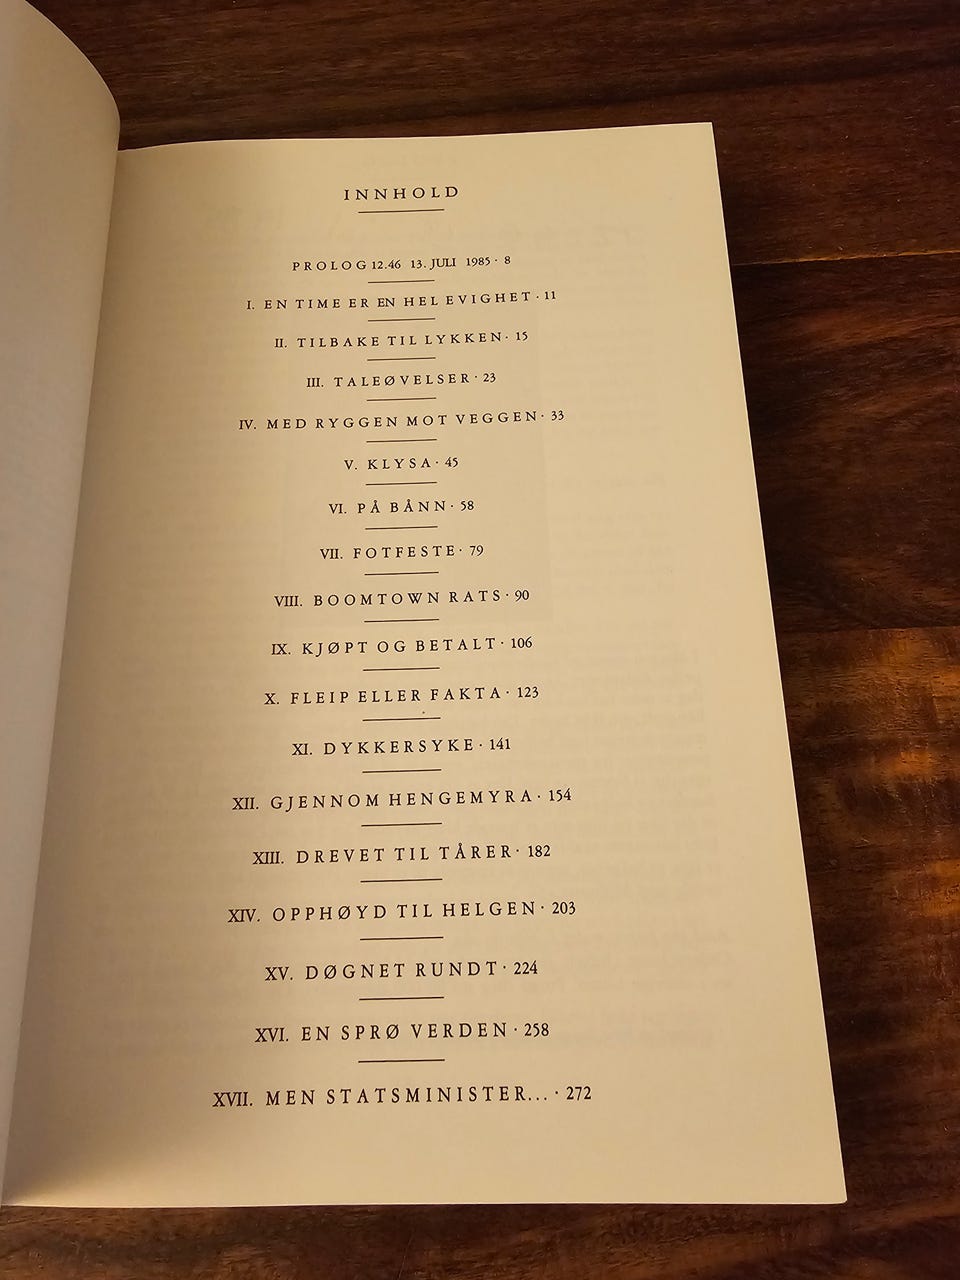 INNHOLD
PROLOG 12.46 13. JULI 1985 · 8
I. EN TIME ER EN HEL EVIGHET · 11
II. TILBAKE TIL LYKKEN · 15
III. TALEØVELSER · 23
IV. MED RYGGEN MOT VEGGEN · 33
V. KLYSA · 45
VI. PÅ BÅNN · 58
VII. FOTFESTE · 79
VIII. BOOMTOWN RATS · 90
IX. KJØPT OG BETALT · 106
X. FLEIP ELLER FAKTA · 123
XI. DYKKERSYKE · 141
XII. GJENNOM HENGEMYRA · 154
XIII. DREVET TIL TÅRER · 182
XIV. OPPHØYD TIL HELGEN · 203
XV. DØGNET RUNDT · 224
XVI. EN SPRØ VERDEN · 258
XVII. MEN STATSMINISTER... · 272